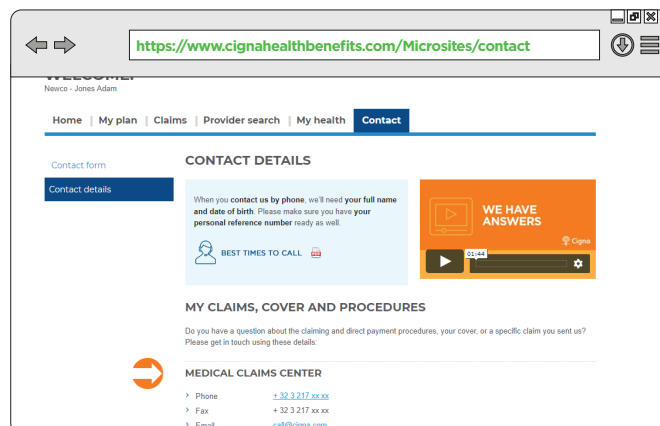 https://www.cignahealthbenefits.com/Microsites/contact
WELCOME!
Newco - Jones Adam
Home | My plan | Claims | Provider search | My health Contact
Contact form
Contact details
CONTACT DETAILS
When you contact us by phone, we'll need your full name
and date of birth. Please make sure you have your
personal reference number ready as well.
BEST TIMES TO CALL
WE HAVE
ANSWERS
Cigna
01:44
MY CLAIMS, COVER AND PROCEDURES
Do you have a question about the claiming and direct payment procedures, your cover, or a specific claim you sent us?
Please get in touch using these details:
MEDICAL CLAIMS CENTER
Phone + 32 3 217 xx xx
Fax + 32 3 217 xx xx
Email call@cigna.com